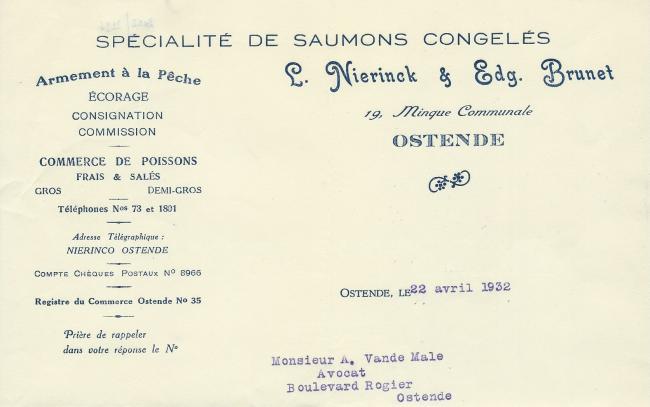 SPÉCIALITÉ DE SAUMONS CONGELÉS
Armement à la Pêche
ÉCORAGE
CONSIGNATION
COMMISSION
COMMERCE DE POISSONS
FRAIS & SALÉS
GROS DEMI-GROS
Téléphones Nos 73 et 1801
Adresse Télégraphique :
NIERINCO OSTENDE
COMPTE CHÈQUES POSTAUX No 8966
Registre du Commerce Ostende No 35
Prière de rappeler
dans votre réponse le No
L. Nierinck & Edg. Brunet
19, Minque Communale
OSTENDE
OSTENDE, LE 22 avril 1932
Monsieur A. Vande Male
Avocat
Boulevard Rogier
Ostende